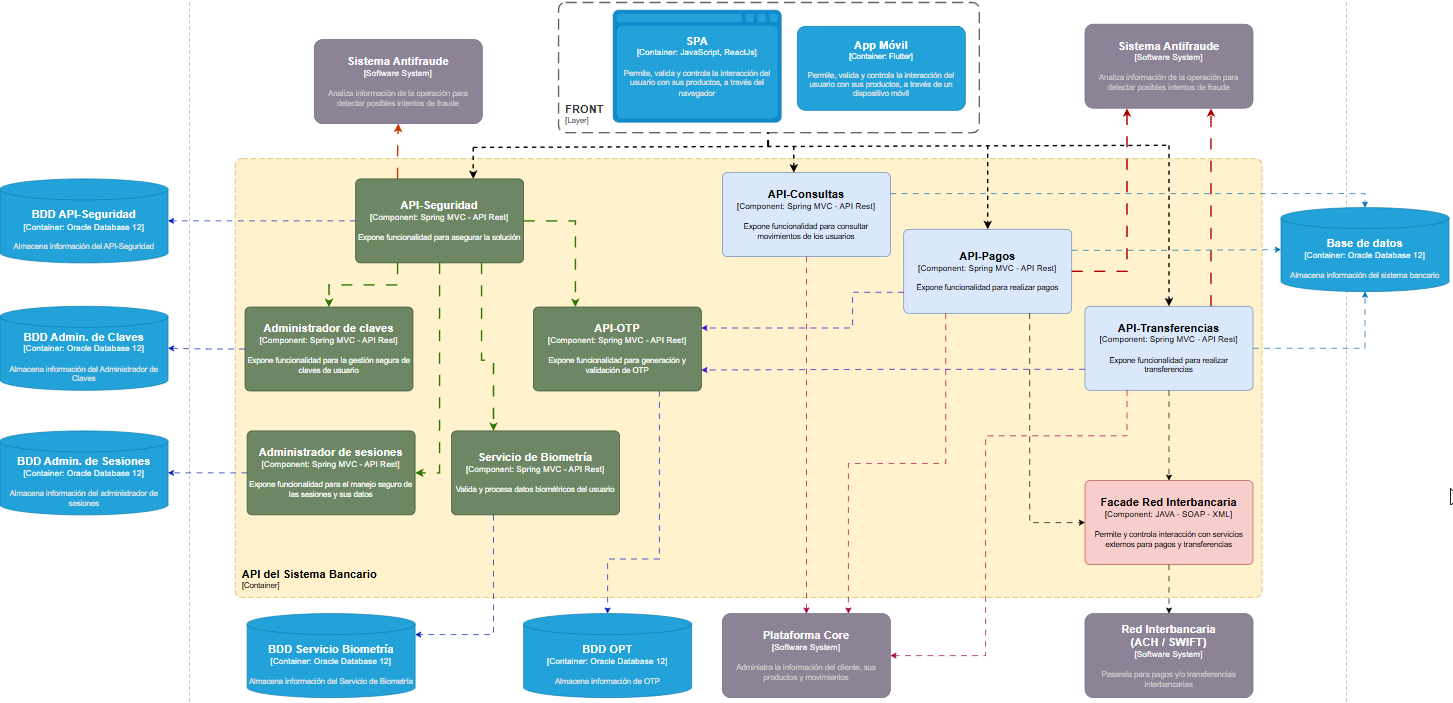 SPA
[Container: JavaScript, ReactJs]
Permite, valida y controla la interacción del
usuario con sus productos, a través del
navegador
App Móvil
[Container: Flutter]
Permite, valida y controla la interacción del
usuario con sus productos, a través de un
dispositivo móvil
FRONT
[Layer]
Sistema Antifraude
[Software System]
Analiza información de la operación para
detectar posibles intentos de fraude
Sistema Antifraude
[Software System]
Analiza información de la operación para
detectar posibles intentos de fraude
BDD API-Seguridad
[Container: Oracle Database 12]
Almacena información del API-Seguridad
API-Seguridad
[Component: Spring MVC - API Rest]
Expone funcionalidad para asegurar la solución
API-Consultas
[Component: Spring MVC - API Rest]
Expone funcionalidad para consultar
movimientos de los usuarios
API-Pagos
[Component: Spring MVC - API Rest]
Expone funcionalidad para realizar pagos
Base de datos
[Container: Oracle Database 12]
Almacena información del sistema bancario
BDD Admin. de Claves
[Container: Oracle Database 12]
Almacena información del Administrador de
Claves
Administrador de claves
[Component: Spring MVC - API Rest]
Expone funcionalidad para la gestión segura de
claves de usuario
API-OTP
[Component: Spring MVC - API Rest]
Expone funcionalidad para generación y
validación de OTP
API-Transferencias
[Component: Spring MVC - API Rest]
Expone funcionalidad para realizar
transferencias
BDD Admin. de Sesiones
[Container: Oracle Database 12]
Almacena información del administrador de
sesiones
Administrador de sesiones
[Component: Spring MVC - API Rest]
Expone funcionalidad para el manejo seguro de
las sesiones y sus datos
Servicio de Biometría
[Component: Spring MVC - API Rest]
Valida y procesa datos biométricos del usuario
Facade Red Interbancaria
[Component: JAVA - SOAP - XML]
Permite y controla interacción con servicios
externos para pagos y transferencias
API del Sistema Bancario
[Container]
BDD Servicio Biometría
[Container: Oracle Database 12]
Almacena información del Servicio de Biometría
BDD OPT
[Container: Oracle Database 12]
Almacena información de OTP
Plataforma Core
[Software System]
Administra la información del cliente, sus
productos y movimientos
Red Interbancaria
(ACH / SWIFT)
[Software System]
Pasarela para pagos y/o transferencias
interbancarias